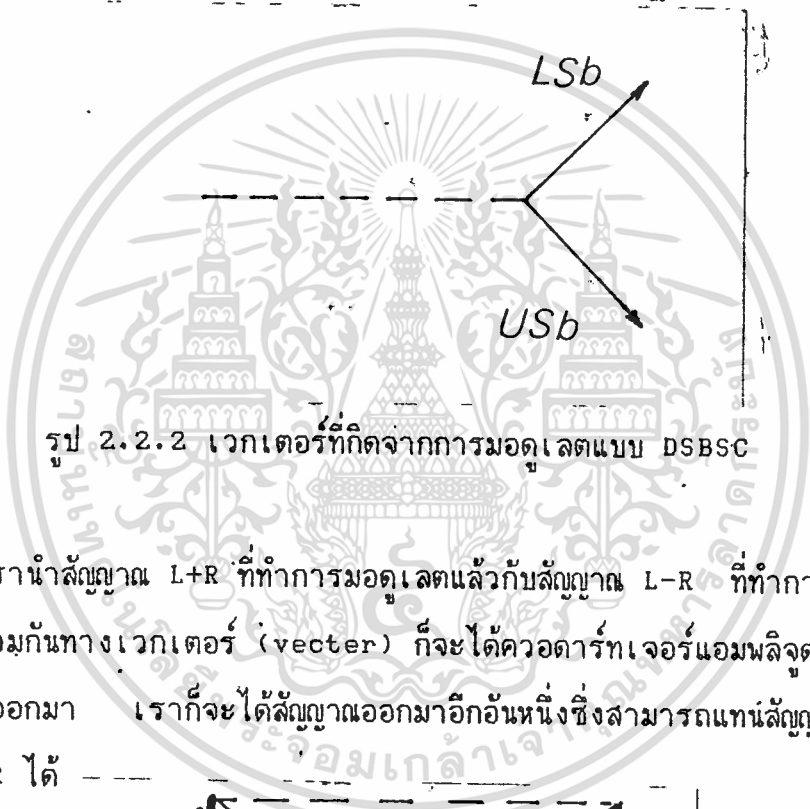 LSb
USb
รูป 2.2.2 เวกเตอร์ที่กิดจากการมอดูเลตแบบ DSBSC
รานำสัญญาณ L+R ที่ทำการมอดูเลตแล้วกับสัญญาณ L-R ที่ทำกา
วมกันทางเวกเตอร์ (vecter) ก็จะได้ควอดาร์ทเจอร์แอมพลิจูด
ออกมา เราก็จะได้สัญญาณออกมาอีกอันหนึ่งซึ่งสามารถแทนสัญญ
ได้